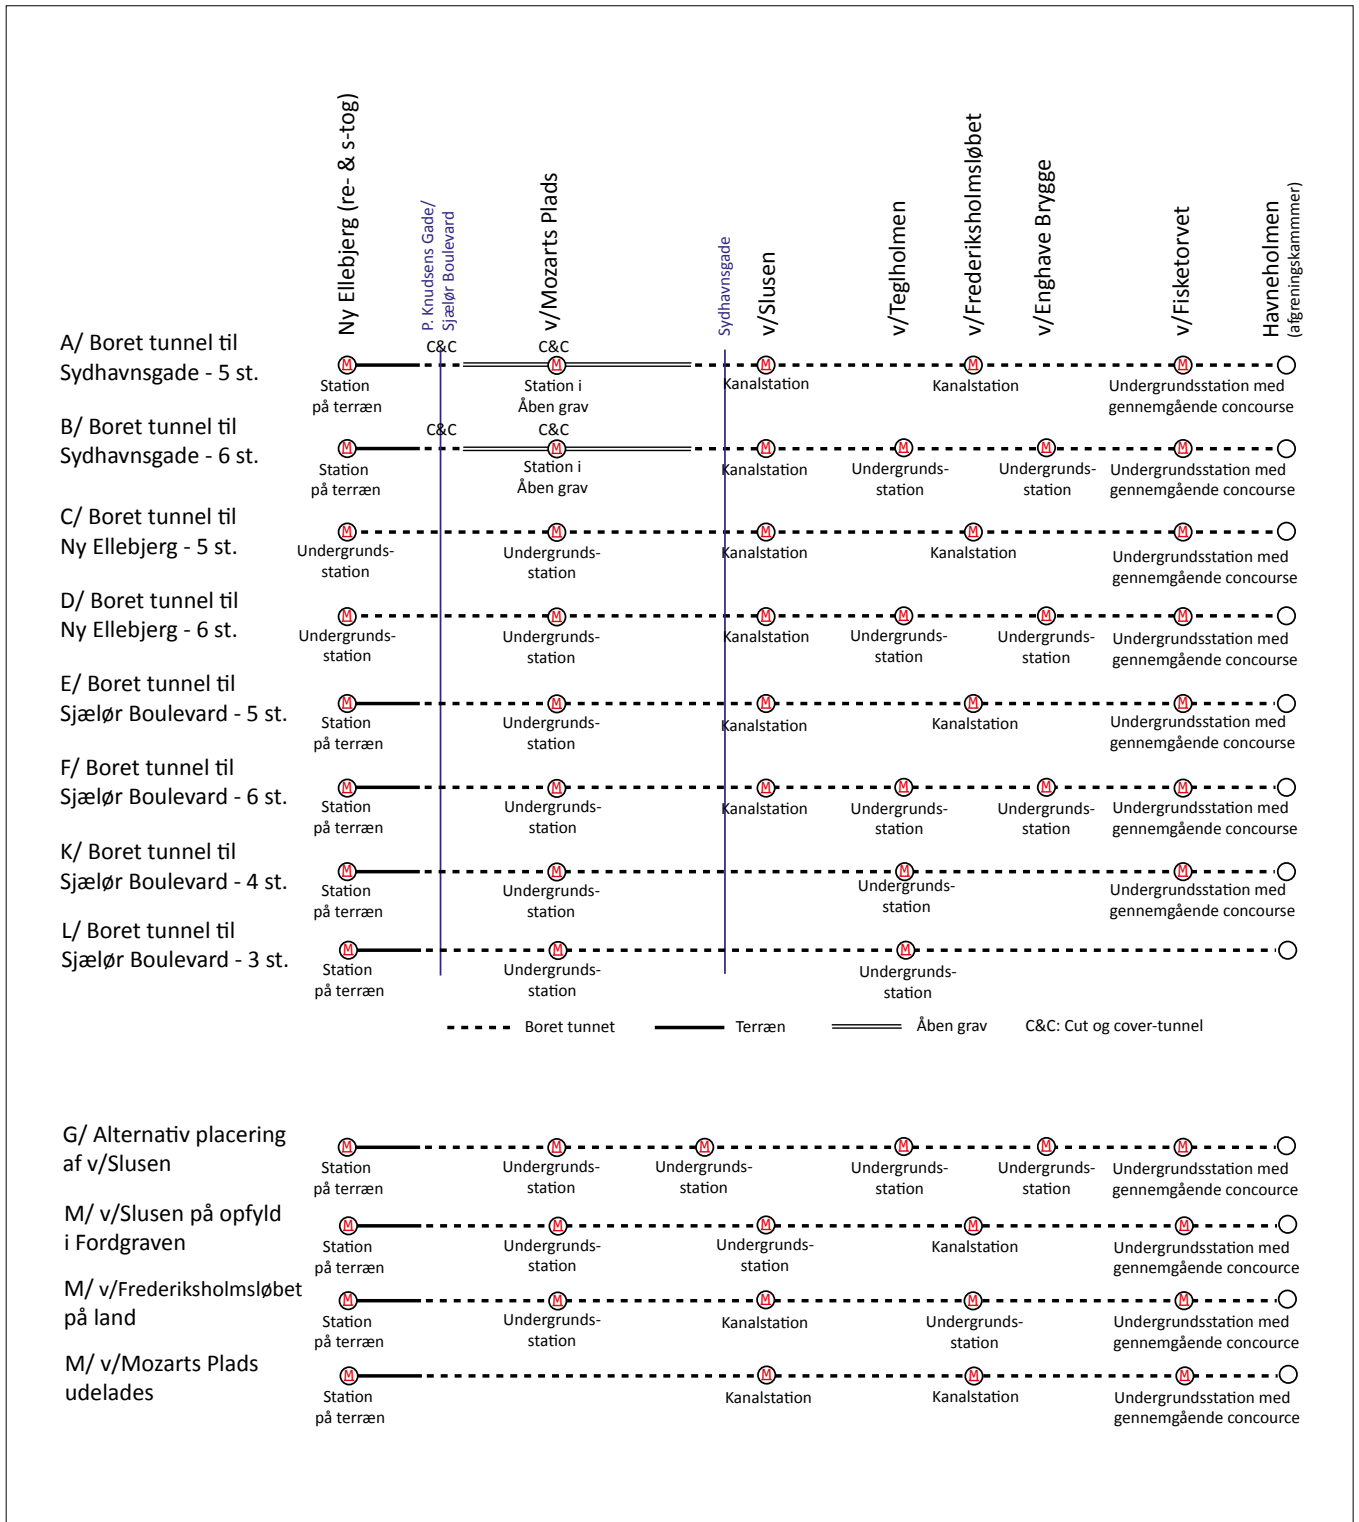 Ny Ellebjerg (re- & s-tog)
P. Knudsens Gade/
Sjælør Boulevard
v/Mozarts Plads
Sydhavnsgade
v/Slusen
v/Teglholmen
v/Frederiksholmsløbet
v/Enghave Brygge
v/Fisketorvet
Havneholmen
(afgreningskammmer)
A/ Boret tunnel til
Sydhavnsgade - 5 st.
C&C
C&C
M M M M M
Station
på terræn
Station i
Åben grav
Kanalstation
Kanalstation
Undergrundsstation med
gennemgående concourse
B/ Boret tunnel til
Sydhavnsgade - 6 st.
C&C
C&C
M M M M M M
Station
på terræn
Station i
Åben grav
Kanalstation
Undergrunds-
station
Undergrunds-
station
Undergrundsstation med
gennemgående concourse
C/ Boret tunnel til
Ny Ellebjerg - 5 st.
M M M M M
Undergrunds-
station
Undergrunds-
station
Kanalstation
Kanalstation
Undergrundsstation med
gennemgående concourse
D/ Boret tunnel til
Ny Ellebjerg - 6 st.
M M M M M M
Undergrunds-
station
Undergrunds-
station
Kanalstation
Undergrunds-
station
Undergrunds-
station
Undergrundsstation med
gennemgående concourse
E/ Boret tunnel til
Sjælør Boulevard - 5 st.
M M M M M
Station
på terræn
Undergrunds-
station
Kanalstation
Kanalstation
Undergrundsstation med
gennemgående concourse
F/ Boret tunnel til
Sjælør Boulevard - 6 st.
M M M M M M
Station
på terræn
Undergrunds-
station
Kanalstation
Undergrunds-
station
Undergrunds-
station
Undergrundsstation med
gennemgående concourse
K/ Boret tunnel til
Sjælør Boulevard - 4 st.
M M M M
Station
på terræn
Undergrunds-
station
Undergrunds-
station
Undergrundsstation med
gennemgående concourse
L/ Boret tunnel til
Sjælør Boulevard - 3 st.
M M M
Station
på terræn
Undergrunds-
station
Undergrunds-
station
Boret tunnet
Terræn
Åben grav
C&C: Cut og cover-tunnel
G/ Alternativ placering
af v/Slusen
M M M M M M
Station
på terræn
Undergrunds-
station
Undergrunds-
station
Undergrunds-
station
Undergrunds-
station
Undergrundsstation med
gennemgående concource
M/ v/Slusen på opfyld
i Fordgraven
M M M M M
Station
på terræn
Undergrunds-
station
Undergrunds-
station
Kanalstation
Undergrundsstation med
gennemgående concource
M/ v/Frederiksholmsløbet
på land
M M M M M
Station
på terræn
Undergrunds-
station
Kanalstation
Undergrunds-
station
Undergrundsstation med
gennemgående concource
M/ v/Mozarts Plads
udelades
M M M M
Station
på terræn
Kanalstation
Kanalstation
Undergrundsstation med
gennemgående concource